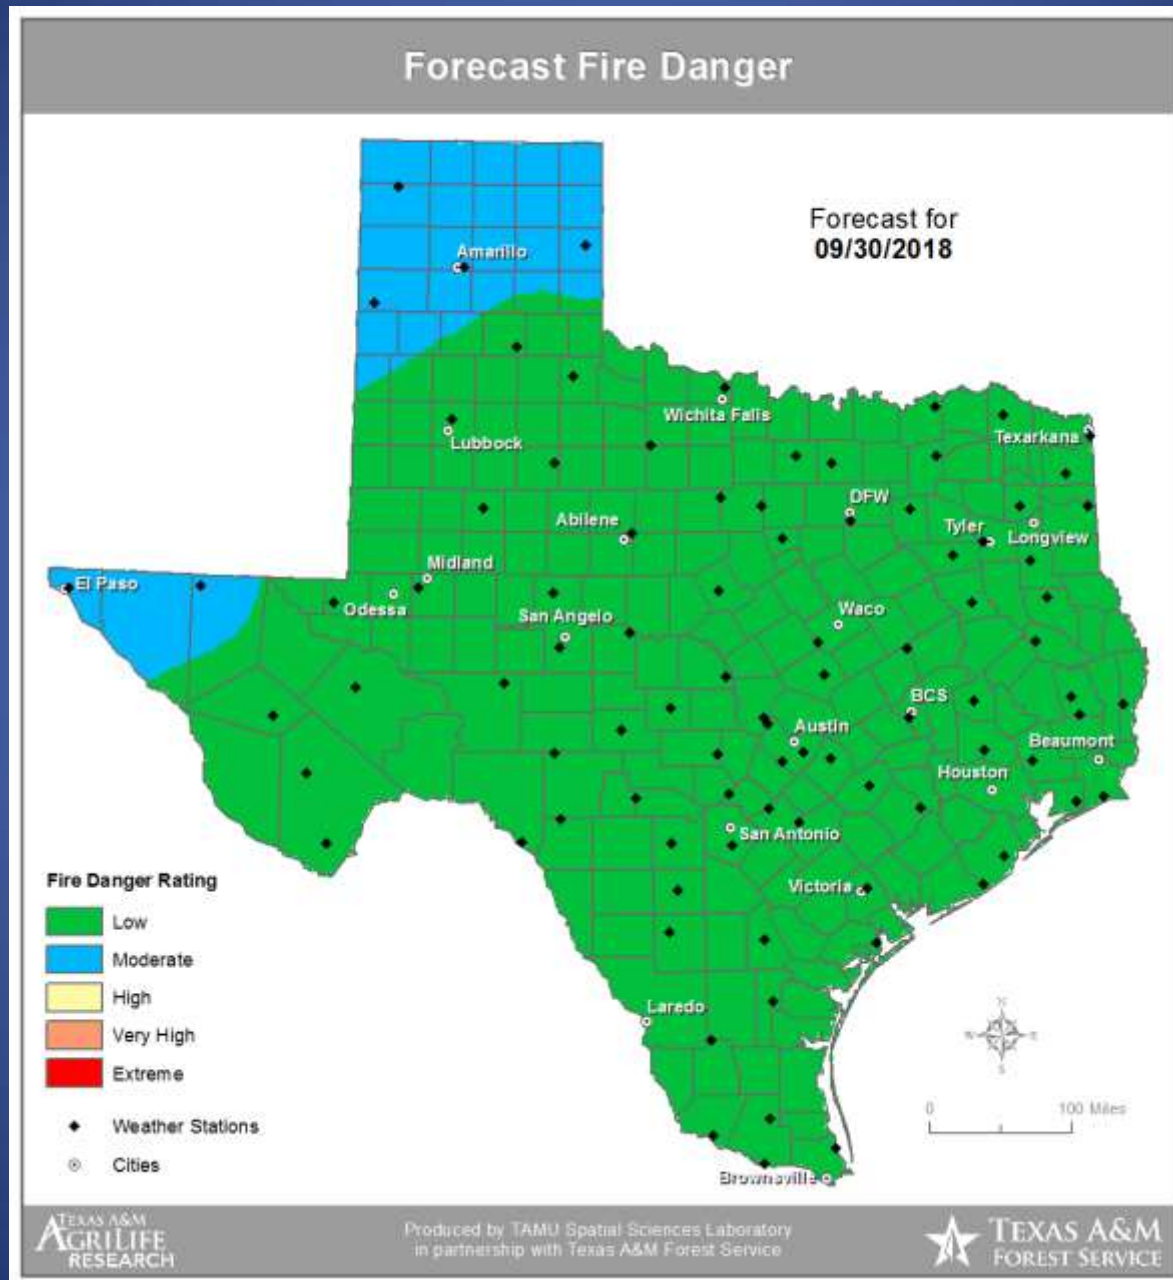 Forecast Fire Danger
Forecast for
09/30/2018
Amarillo
Wichita Falls
Lubbock
Texarkana
DFW
Abilene
Tyler
Longview
Midland
El Paso
Odessa
San Angelo
Waco
BCS
Austin
Beaumont
Houston
San Antonio
Victoria
Laredo
Brownsville
Fire Danger Rating
Low
Moderate
High
Very High
Extreme
Weather Stations
Cities
N
W E
S
0 100 Miles
TEXAS A&M
AGRILIFE
RESEARCH
Produced by TAMU Spatial Sciences Laboratory
in partnership with Texas A&M Forest Service
TEXAS A&M
FOREST SERVICE